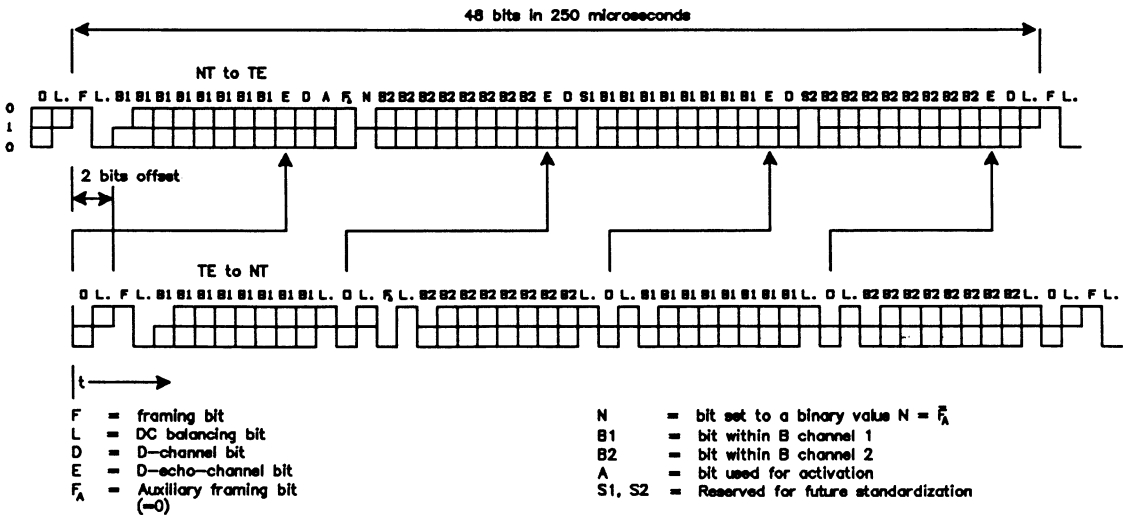 48 bits in 250 microseconds
NT to TE
D L. F L. B1 B1 B1 B1 B1 B1 B1 B1 E D A FA N B2 B2 B2 B2 B2 B2 B2 B2 E D S1 B1 B1 B1 B1 B1 B1 B1 B1 E D S2 B2 B2 B2 B2 B2 B2 B2 B2 E D L. F L.
0
1
0
2 bits offset
TE to NT
D L. F L. B1 B1 B1 B1 B1 B1 B1 B1 L. D L. FA L. B2 B2 B2 B2 B2 B2 B2 B2 L. D L. B1 B1 B1 B1 B1 B1 B1 B1 L. D L. B2 B2 B2 B2 B2 B2 B2 B2 L. D L. F L.
t
F = framing bit
L = DC balancing bit
D = D-channel bit
E = D-echo-channel bit
FA = Auxiliary framing bit
(=0)
N = bit set to a binary value N = F̅A
B1 = bit within B channel 1
B2 = bit within B channel 2
A = bit used for activation
S1, S2 = Reserved for future standardization